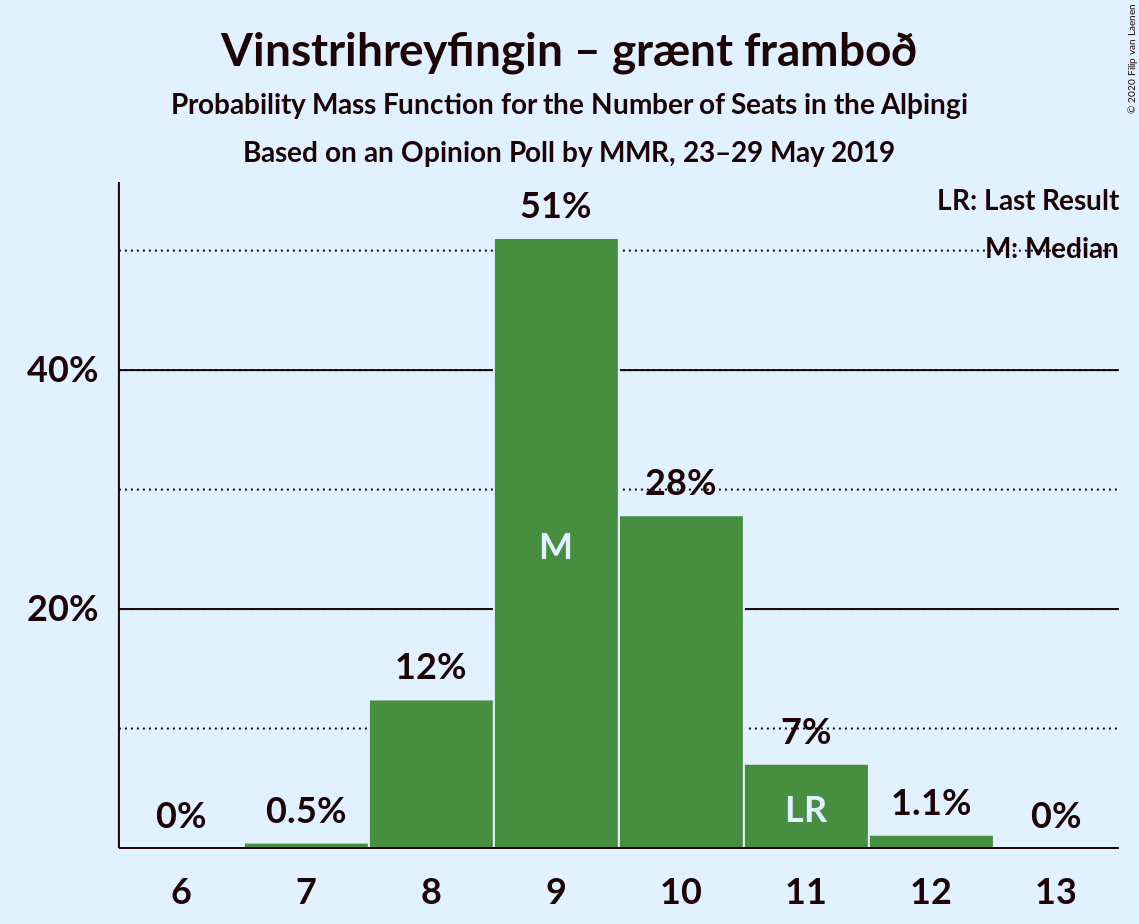 Vinstrihreyfingin – grænt framboð
Probability Mass Function for the Number of Seats in the Alþingi
Based on an Opinion Poll by MMR, 23–29 May 2019
© 2020 Filip van Laenen
LR: Last Result
M: Median
51%
40%
28%
M
20%
12%
7%
0%
0.5%
LR
1.1%
0%
6 7 8 9 10 11 12 13